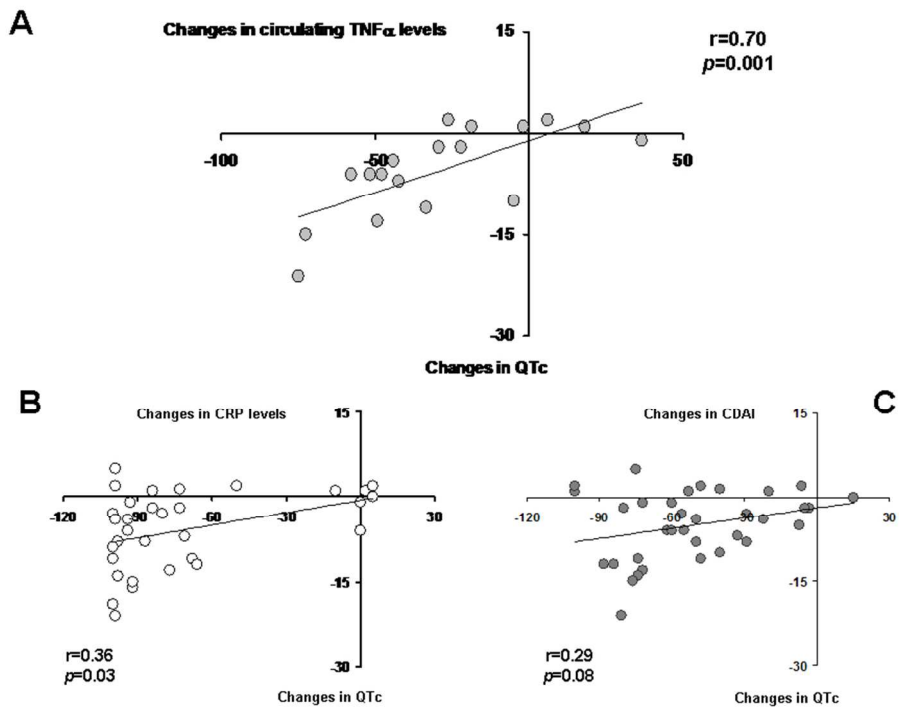 A
Changes in circulating TNFα levels
15
r=0.70
p=0.001
-100
-50
50
-15
-30
Changes in QTc
B
Changes in CRP levels
15
-120
-90
-60
-30
30
-15
-30
r=0.36
p=0.03
Changes in QTc
C
Changes in CDAI
15
-120
-90
-60
-30
30
-15
-30
r=0.29
p=0.08
Changes in QTc